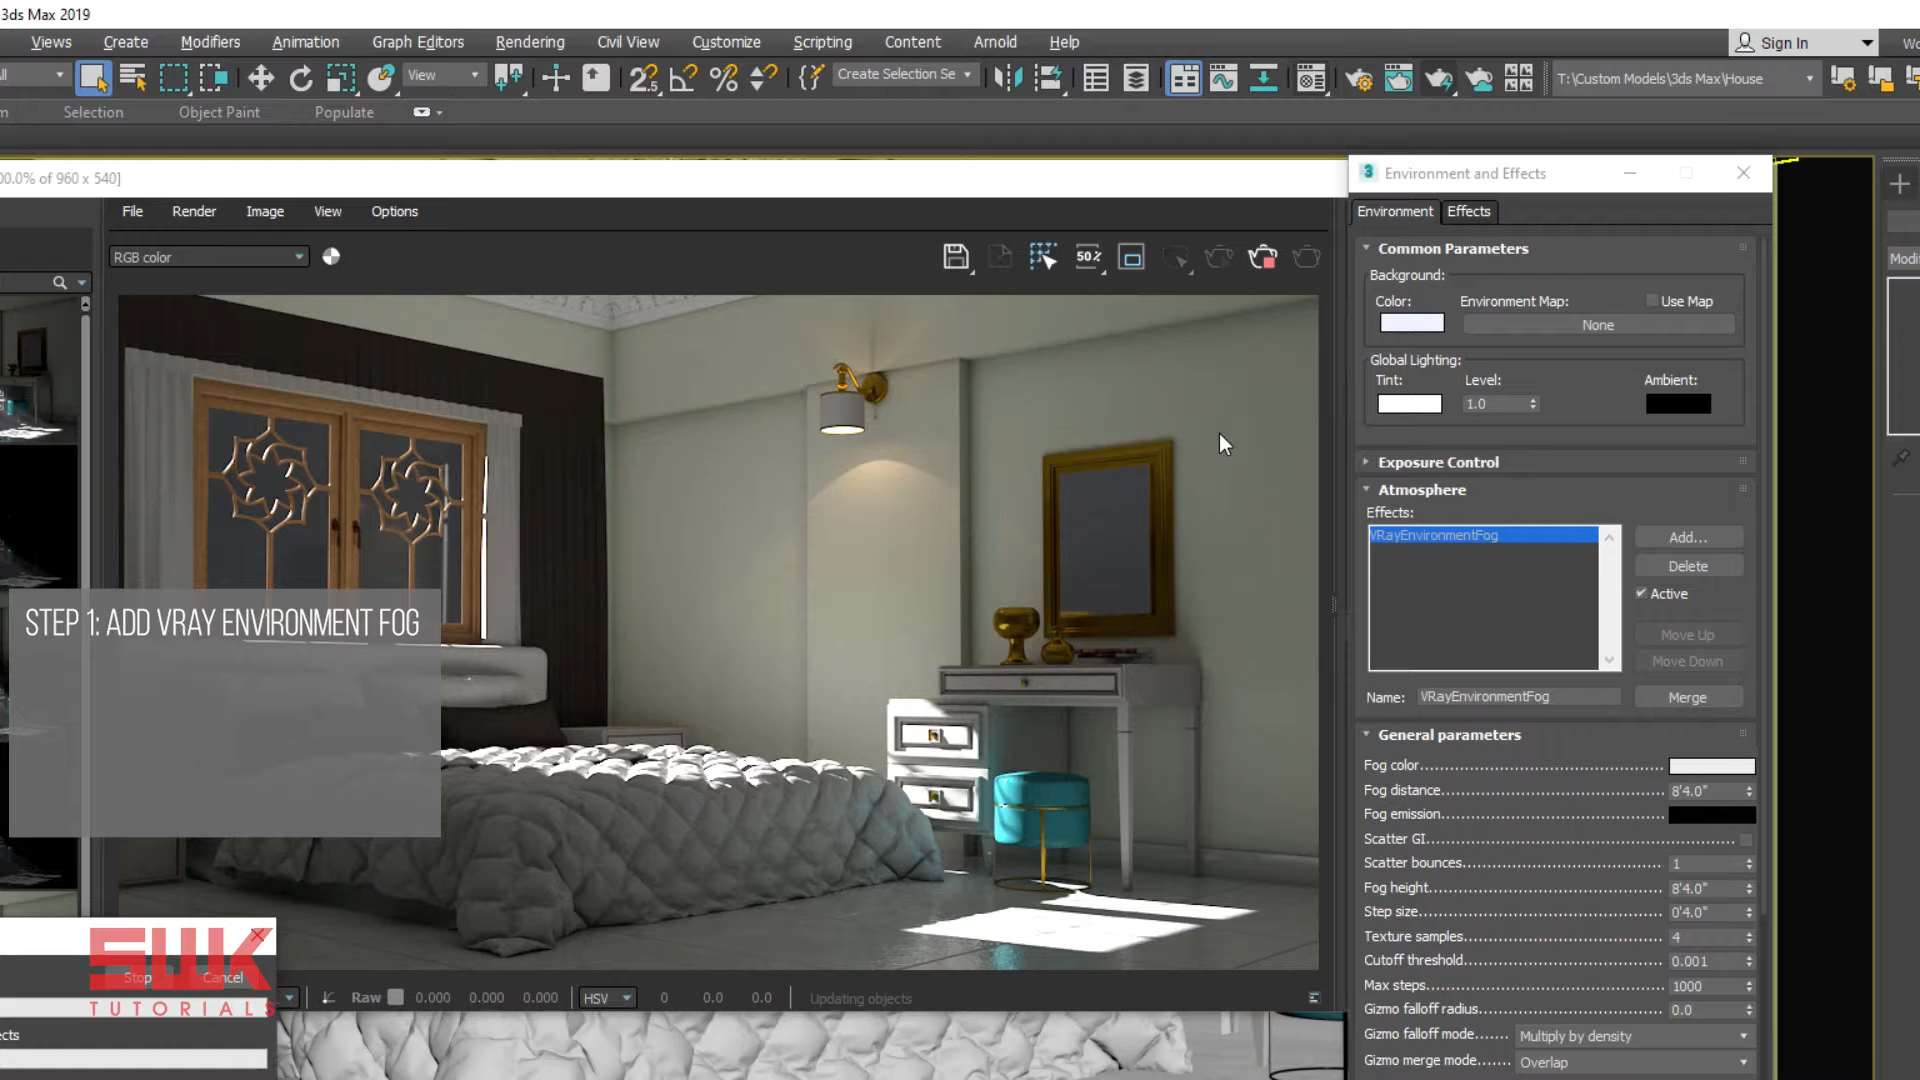 3ds Max 2019
Views Create Modifiers Animation Graph Editors Rendering Civil View Customize Scripting Content Arnold Help Sign In
View 2.5 Create Selection Se T:\Custom Models\3ds Max\House
Selection Object Paint Populate
00.0% of 960 x 540]
Environment and Effects
File Render Image View Options
Environment Effects
RGB color
50%
Common Parameters
Background:
Color: Environment Map: Use Map
None
Global Lighting:
Tint: Level: Ambient:
1.0
Exposure Control
Atmosphere
Effects:
VRayEnvironmentFog
Add...
Delete
Active
Move Up
Move Down
Name: VRayEnvironmentFog Merge
General parameters
Fog color
Fog distance 8'4.0"
Fog emission
Scatter GI
Scatter bounces 1
Fog height 8'4.0"
Step size 0'4.0"
Texture samples 4
Cutoff threshold 0.001
Max steps 1000
Gizmo falloff radius 0.0
Gizmo falloff mode Multiply by density
Gizmo merge mode Overlap
STEP 1: ADD VRAY ENVIRONMENT FOG
SWK
TUTORIALS
Stop Cancel
Raw 0.000 0.000 0.000 HSV 0 0.0 0.0 Updating objects